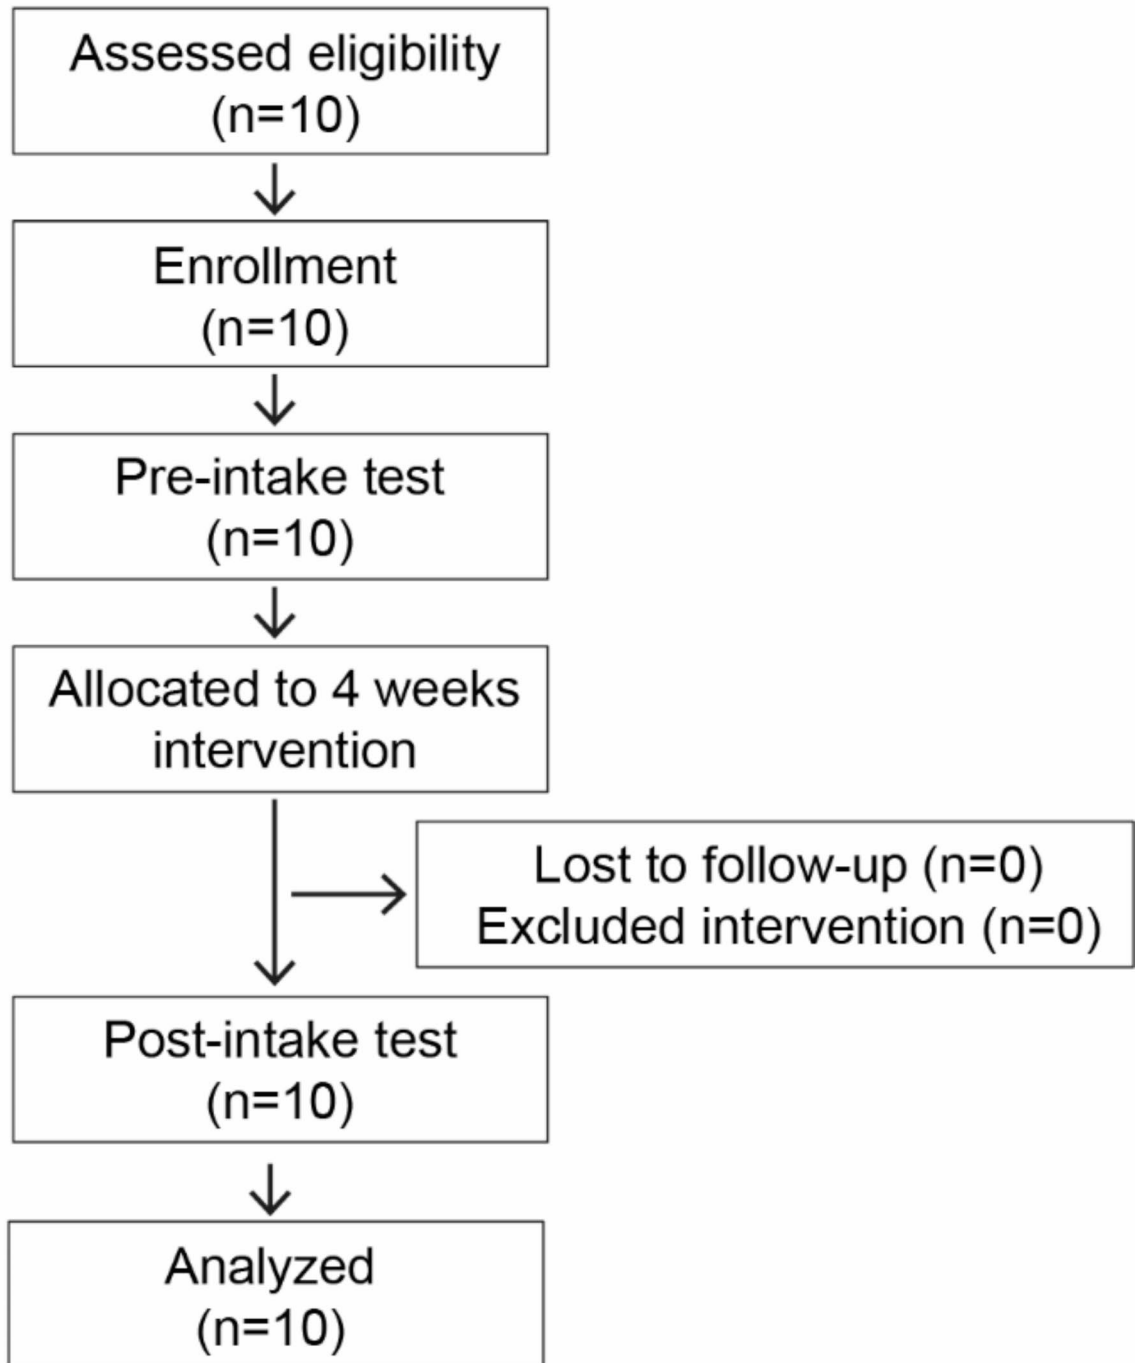 Assessed eligibility
(n=10)
Enrollment
(n=10)
Pre-intake test
(n=10)
Allocated to 4 weeks
intervention
Lost to follow-up (n=0)
Excluded intervention (n=0)
Post-intake test
(n=10)
Analyzed
(n=10)